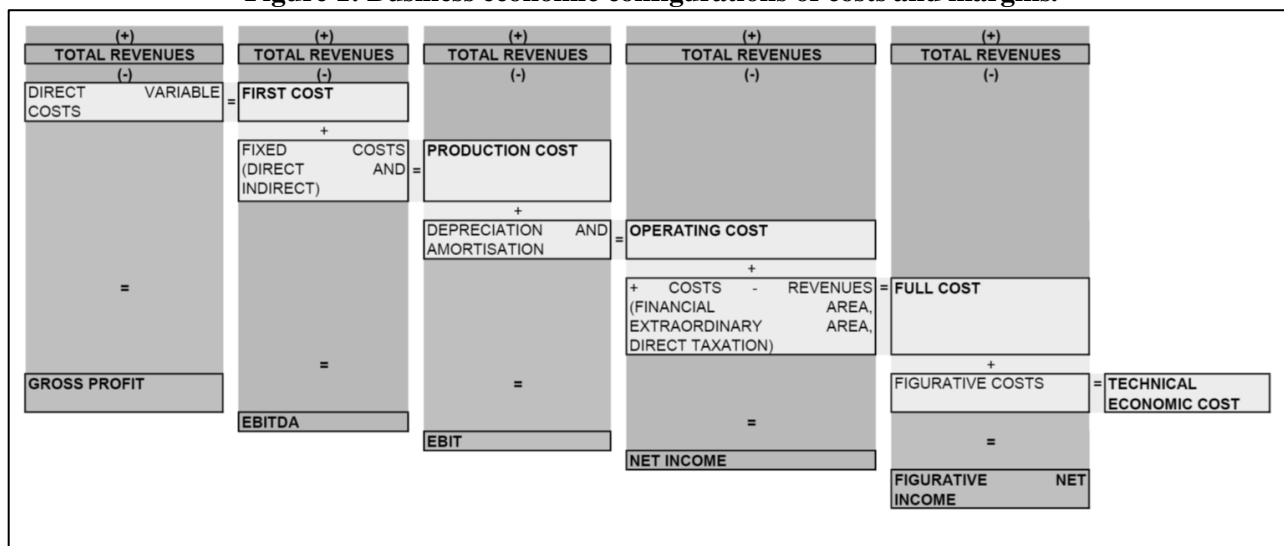 Figure 1: Business economic configurations of costs and margins.
(+) (+) (+) (+) (+)
TOTAL REVENUES TOTAL REVENUES TOTAL REVENUES TOTAL REVENUES TOTAL REVENUES
(-) (-) (-) (-) (-)
DIRECT VARIABLE
COSTS
=
FIRST COST
+
FIXED COSTS
(DIRECT AND
INDIRECT)
=
PRODUCTION COST
+
DEPRECIATION AND
AMORTISATION
=
OPERATING COST
+
+ COSTS - REVENUES
(FINANCIAL AREA,
EXTRAORDINARY AREA,
DIRECT TAXATION)
=
FULL COST
+
FIGURATIVE COSTS
=
TECHNICAL
ECONOMIC COST
=
GROSS PROFIT
=
EBITDA
=
EBIT
=
NET INCOME
=
FIGURATIVE NET
INCOME